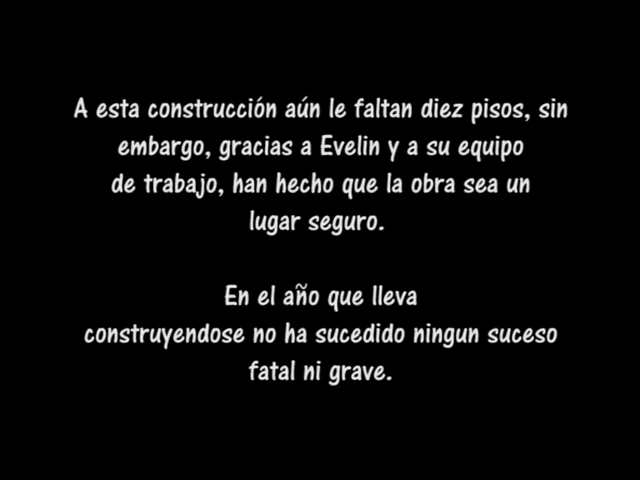 A esta construcción aún le faltan diez pisos, sin
embargo, gracias a Evelin y a su equipo
de trabajo, han hecho que la obra sea un
lugar seguro.
En el año que lleva
construyendose no ha sucedido ningun suceso
fatal ni grave.